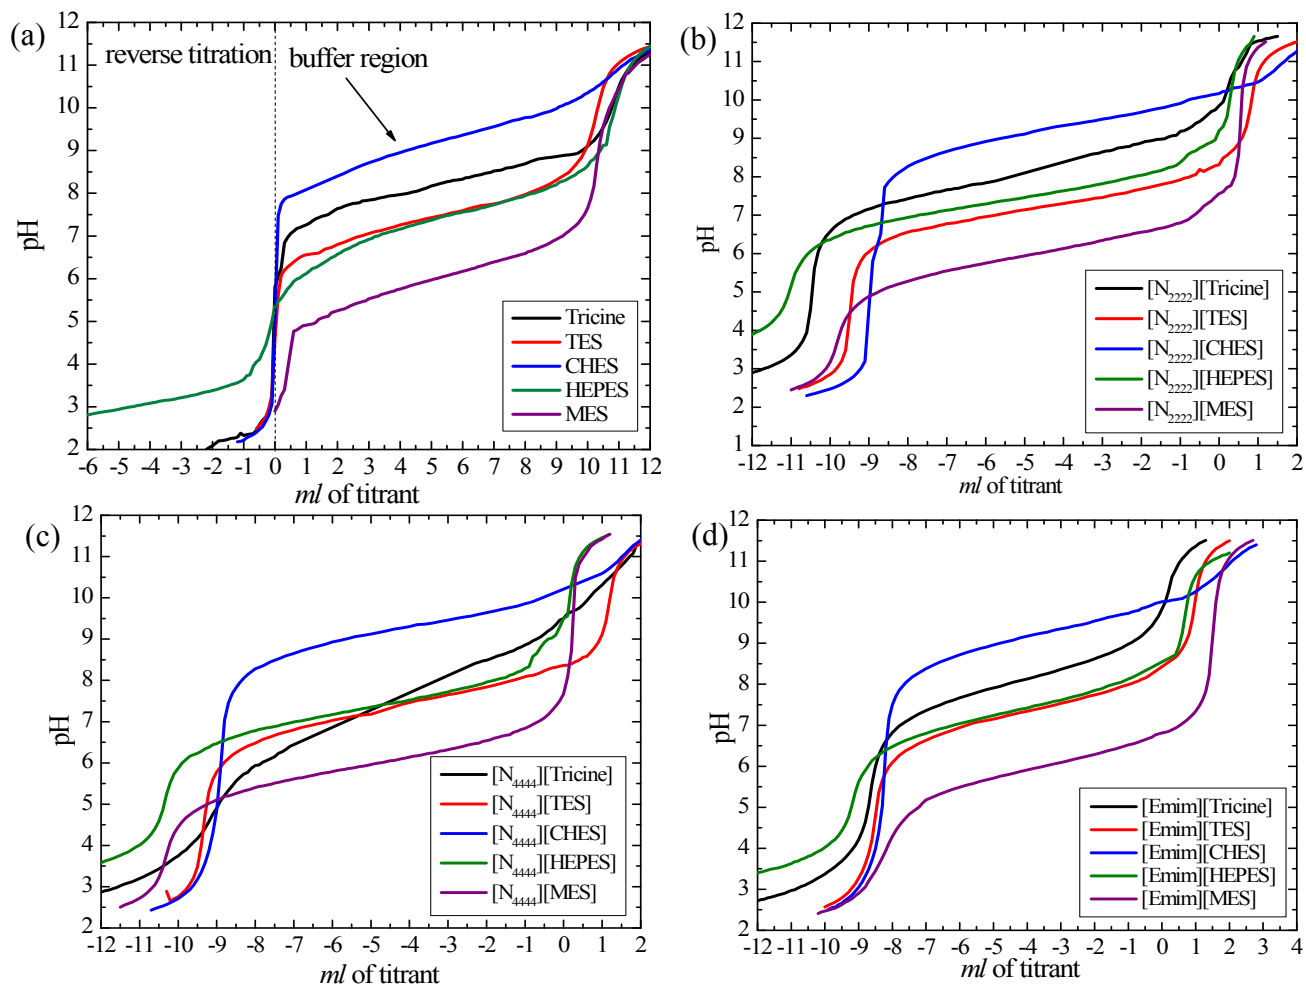 (a)
reverse titration
buffer region
pH
12
11
10
9
8
7
6
5
4
3
2
Tricine
TES
CHES
HEPES
MES
-6 -5 -4 -3 -2 -1 0 1 2 3 4 5 6 7 8 9 10 11 12
ml of titrant
(b)
pH
12
11
10
9
8
7
6
5
4
3
2
1
[N2222][Tricine]
[N2222][TES]
[N2222][CHES]
[N2222][HEPES]
[N2222][MES]
-12 -11 -10 -9 -8 -7 -6 -5 -4 -3 -2 -1 0 1 2
ml of titrant
(c)
pH
12
11
10
9
8
7
6
5
4
3
2
[N4444][Tricine]
[N4444][TES]
[N4444][CHES]
[N4444][HEPES]
[N4444][MES]
-12 -11 -10 -9 -8 -7 -6 -5 -4 -3 -2 -1 0 1 2
ml of titrant
(d)
pH
12
11
10
9
8
7
6
5
4
3
2
[Emim][Tricine]
[Emim][TES]
[Emim][CHES]
[Emim][HEPES]
[Emim][MES]
-12 -11 -10 -9 -8 -7 -6 -5 -4 -3 -2 -1 0 1 2 3 4
ml of titrant